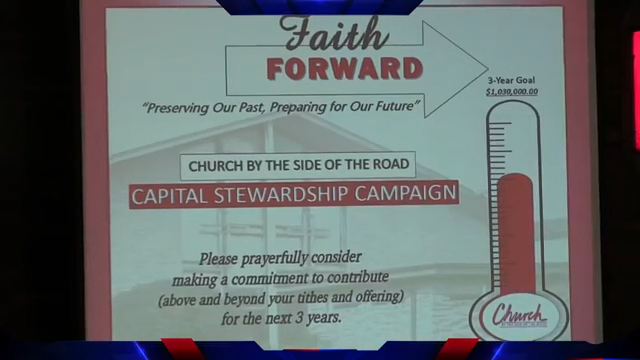 Faith
FORWARD
3-Year Goal
$1,030,000.00
"Preserving Our Past, Preparing for Our Future"
CHURCH BY THE SIDE OF THE ROAD
CAPITAL STEWARDSHIP CAMPAIGN
Please prayerfully consider
making a commitment to contribute
(above and beyond your tithes and offering)
for the next 3 years.
Church